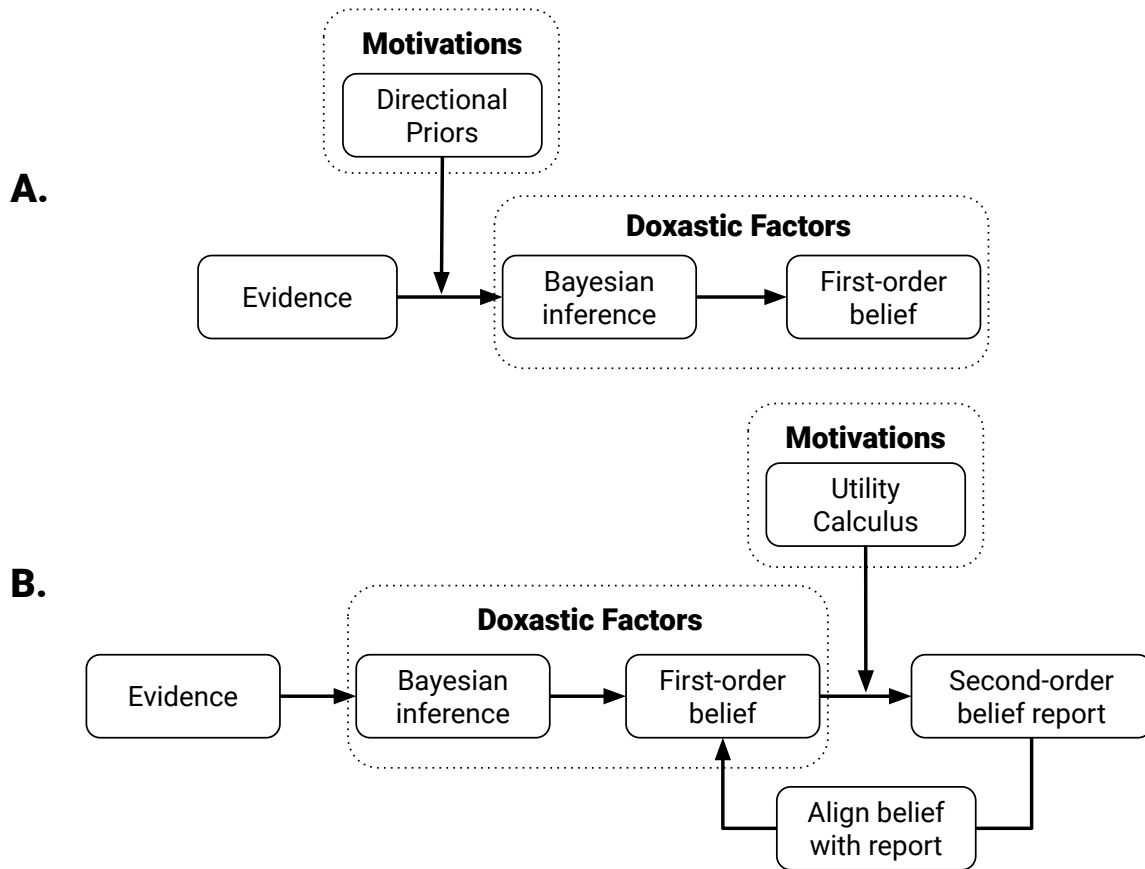 Motivations
Directional
Priors
A.
Doxastic Factors
Evidence
Bayesian
inference
First-order
belief
Motivations
Utility
Calculus
B.
Doxastic Factors
Evidence
Bayesian
inference
First-order
belief
Second-order
belief report
Align belief
with report